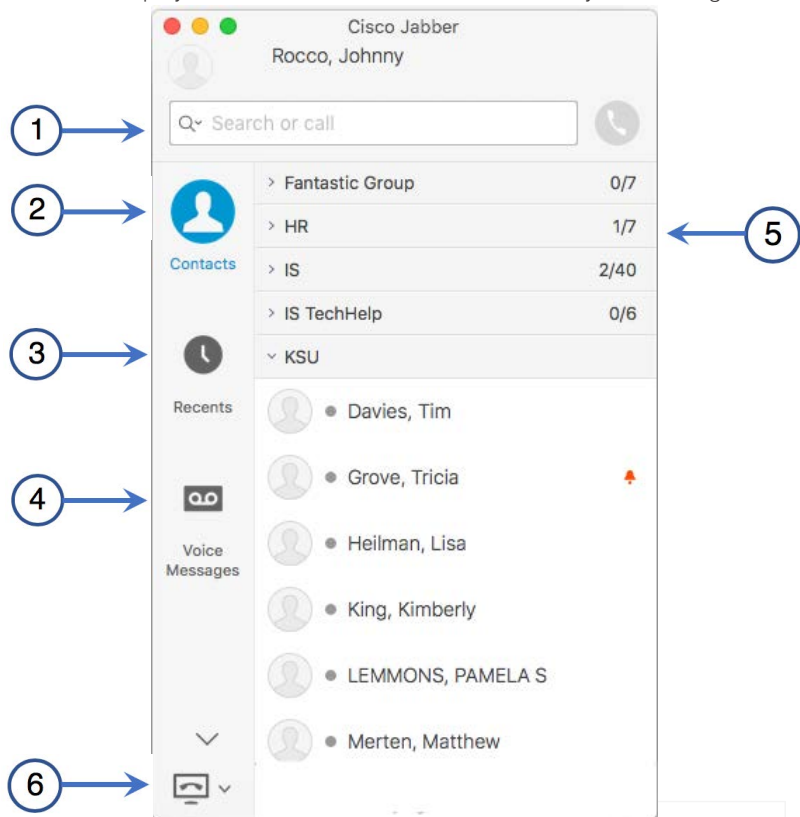 Cisco Jabber
Rocco, Johnny
1
Search or call
2
Contacts
Fantastic Group 0/7
HR 1/7
5
IS 2/40
IS TechHelp 0/6
3
Recents
KSU
Davies, Tim
Grove, Tricia
4
Voice
Messages
Heilman, Lisa
King, Kimberly
LEMMONS, PAMELA S
Merten, Matthew
6